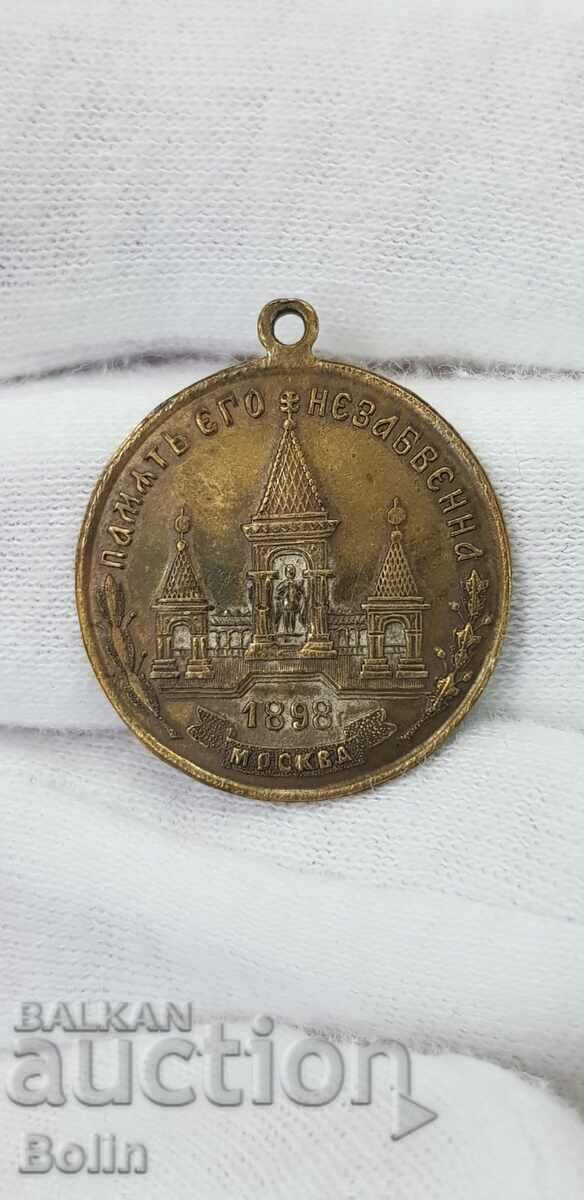 ПАМЯТЬ ЕГО НЕЗАБВЕННА
1898 г
МОСКВА
BALKAN
auction
Bolin